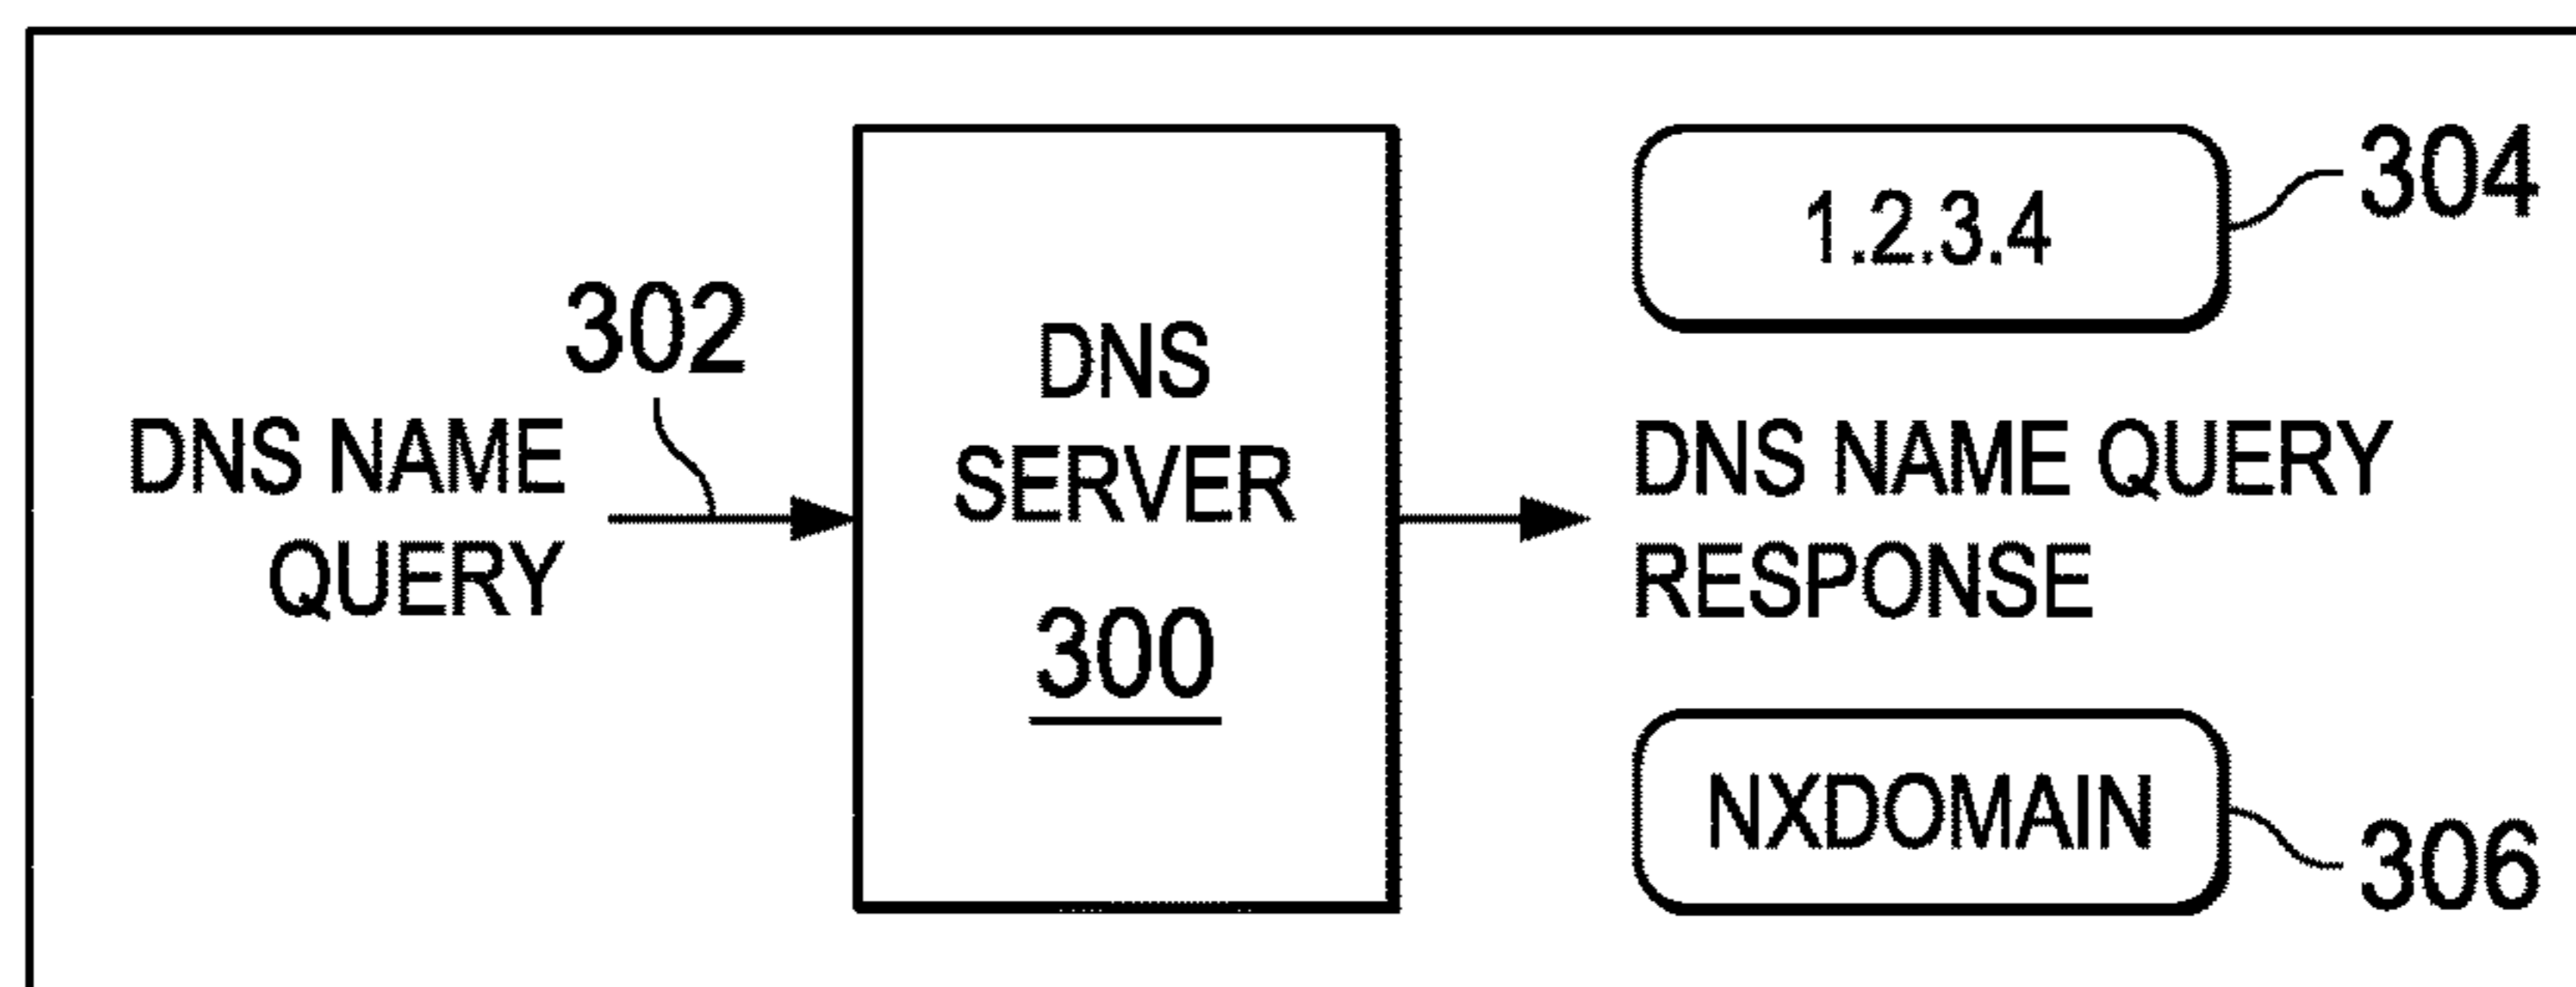 302
DNS NAME
QUERY
DNS
SERVER
300
1.2.3.4
304
DNS NAME QUERY
RESPONSE
NXDOMAIN
306